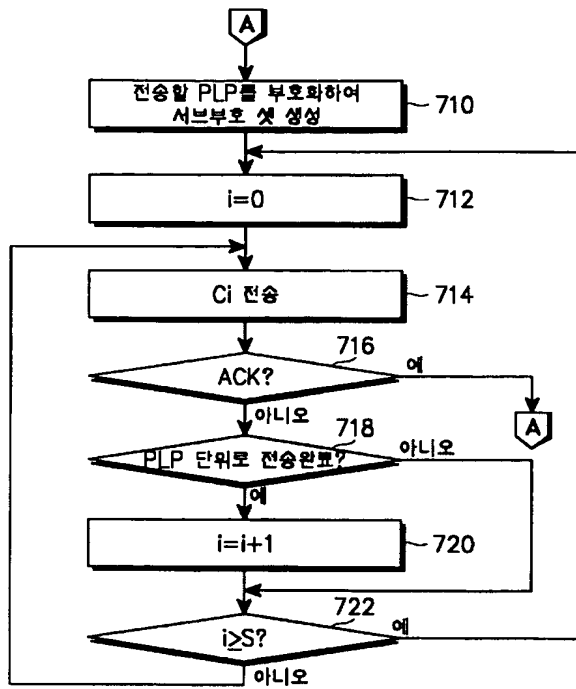 A
전송할 PLP를 부호화하여
서브부호 셋 생성
710
i=0
712
Ci 전송
714
716
ACK?
예
아니오
A
718
PLP 단위로 전송완료?
아니오
예
i=i+1
720
722
i≥S?
예
아니오